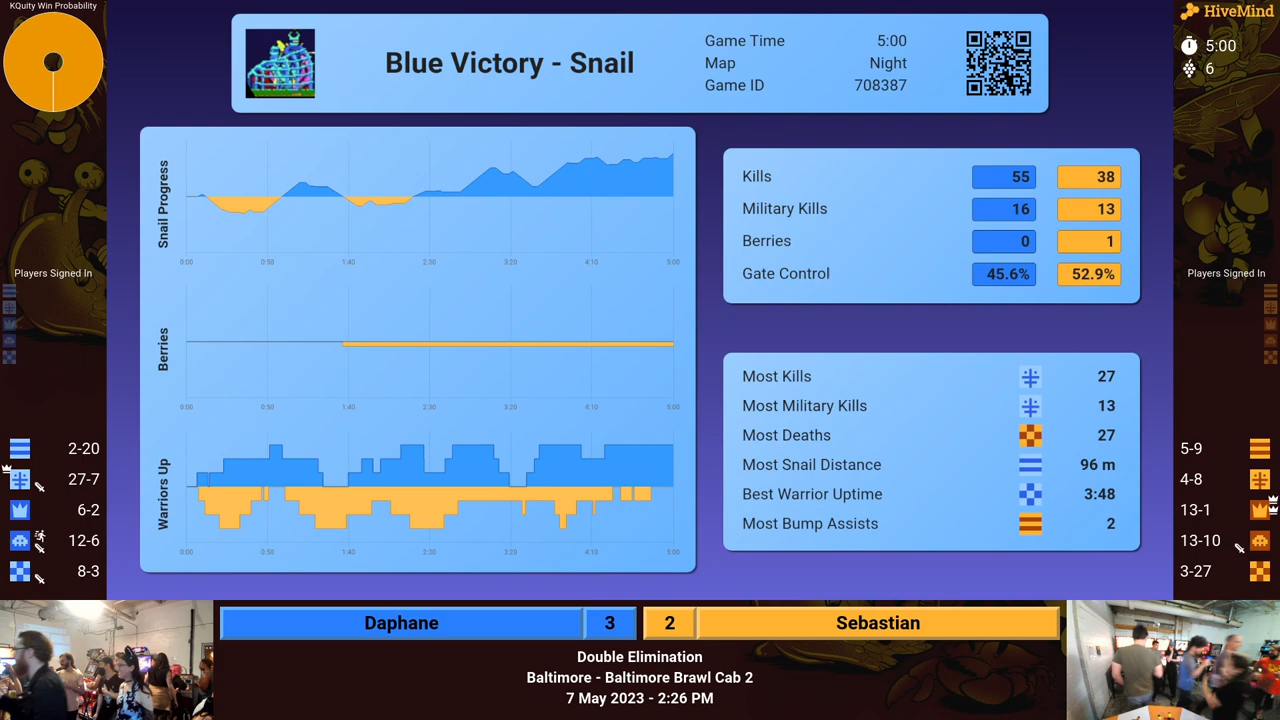 KQuity Win Probability
HiveMind
5:00
6
Blue Victory - Snail
Game Time 5:00
Map Night
Game ID 708387
Snail Progress
0:00 0:50 1:40 2:30 3:20 4:10 5:00
Berries
0:00 0:50 1:40 2:30 3:20 4:10 5:00
Warriors Up
0:00 0:50 1:40 2:30 3:20 4:10 5:00
Kills 55 38
Military Kills 16 13
Berries 0 1
Gate Control 45.6% 52.9%
Most Kills 27
Most Military Kills 13
Most Deaths 27
Most Snail Distance 96 m
Best Warrior Uptime 3:48
Most Bump Assists 2
Players Signed In
2-20
27-7
6-2
12-6
8-3
Players Signed In
5-9
4-8
13-1
13-10
3-27
Daphane 3 2 Sebastian
Double Elimination
Baltimore - Baltimore Brawl Cab 2
7 May 2023 - 2:26 PM